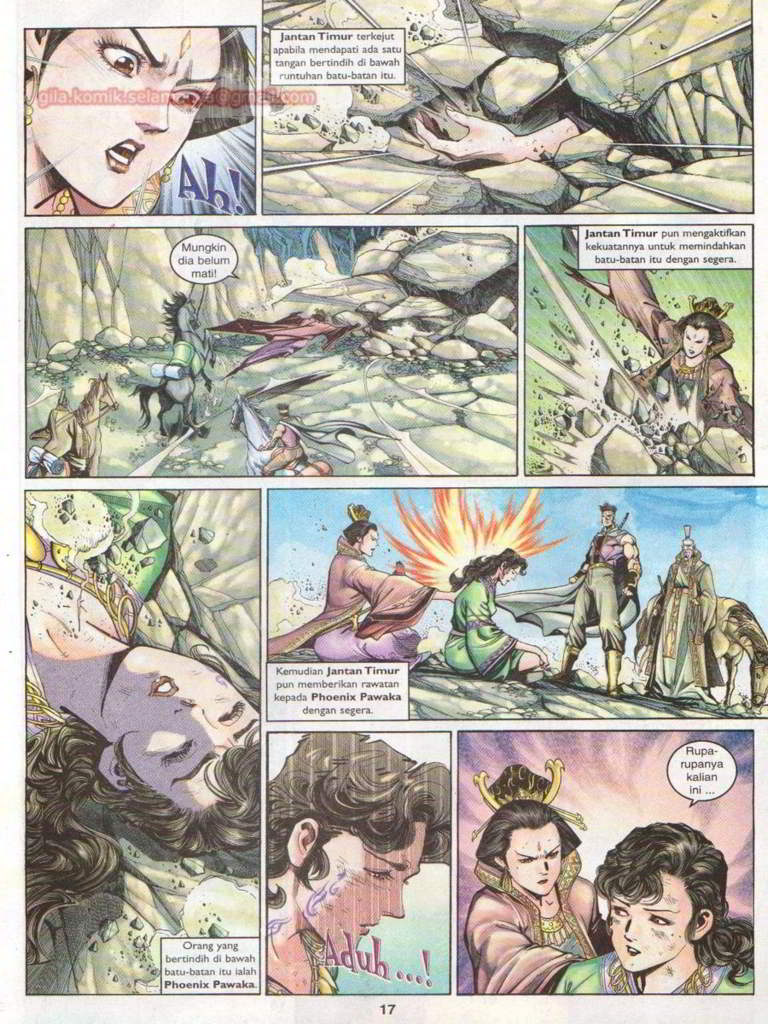 Jantan Timur terkejut
apabila mendapati ada satu
tangan bertindih di bawah
runtuhan batu-batan itu.
Ah!
Mungkin
dia belum
mati!
Jantan Timur pun mengaktifkan
kekuatannya untuk memindahkan
batu-batan itu dengan segera.
Orang yang
bertindih di bawah
batu-batan itu ialah
Phoenix Pawaka.
Kemudian Jantan Timur
pun memberikan rawatan
kepada Phoenix Pawaka
dengan segera.
Aduh ...!
Rupa-
rupanya
kalian
ini ...
17